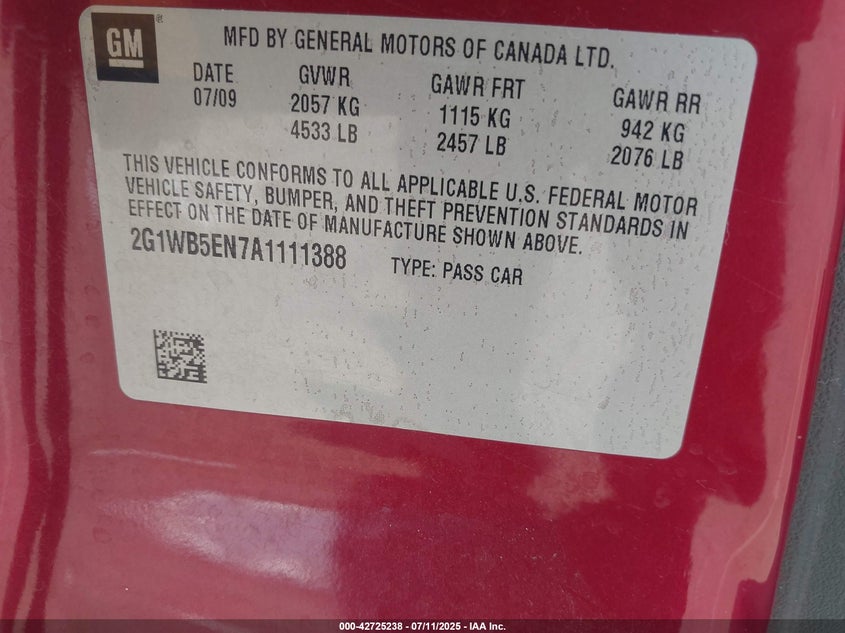 GM
®
MFD BY GENERAL MOTORS OF CANADA LTD.
DATE GVWR GAWR FRT GAWR RR
07/09 2057 KG 1115 KG 942 KG
4533 LB 2457 LB 2076 LB
THIS VEHICLE CONFORMS TO ALL APPLICABLE U.S. FEDERAL MOTOR
VEHICLE SAFETY, BUMPER, AND THEFT PREVENTION STANDARDS IN
EFFECT ON THE DATE OF MANUFACTURE SHOWN ABOVE.
2G1WB5EN7A1111388 TYPE: PASS CAR
000-42725238 - 07/11/2025 - IAA Inc.